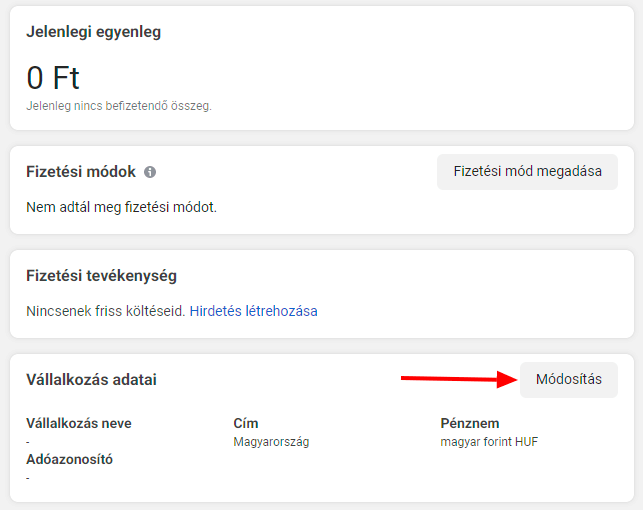 Jelenlegi egyenleg
0 Ft
Jelenleg nincs befizetendő összeg.
Fizetési módok
Fizetési mód megadása
Nem adtál meg fizetési módot.
Fizetési tevékenység
Nincsenek friss költéseid. Hirdetés létrehozása
Vállalkozás adatai
Módosítás
Vállalkozás neve
-
Adóazonosító
-
Cím
Magyarország
Pénznem
magyar forint HUF